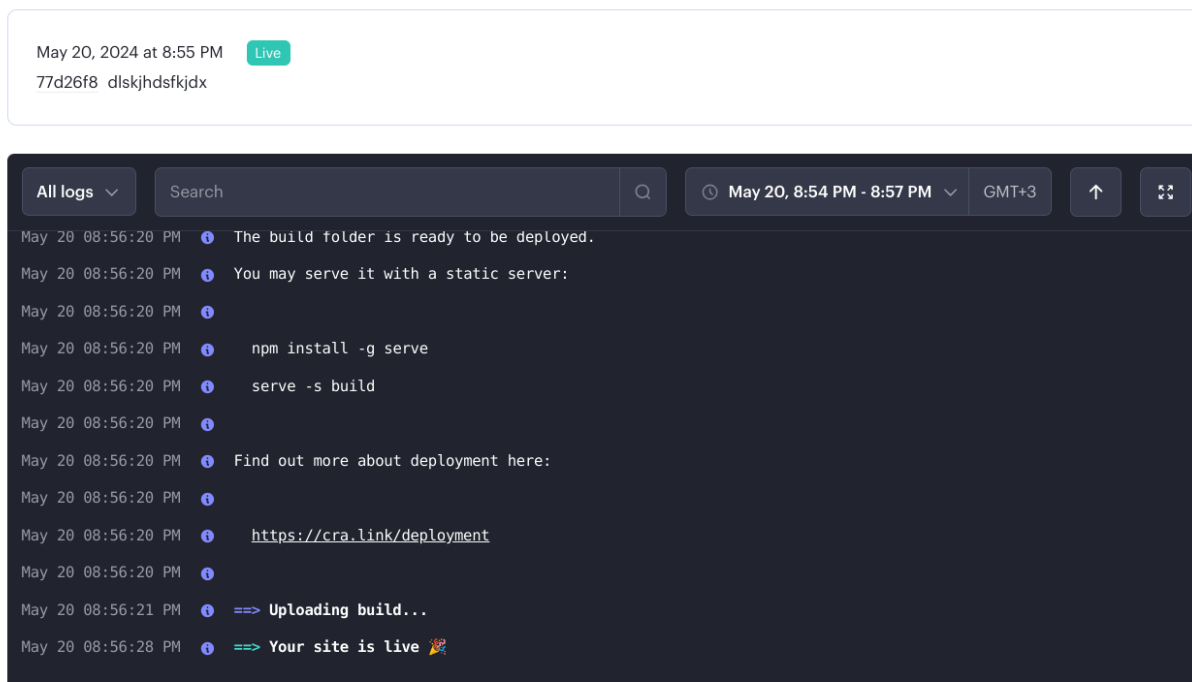 May 20, 2024 at 8:55 PM Live
77d26f8 dlskjhdsfkjdx
All logs Search May 20, 8:54 PM - 8:57 PM GMT+3
May 20 08:56:20 PM The build folder is ready to be deployed.
May 20 08:56:20 PM You may serve it with a static server:
May 20 08:56:20 PM
May 20 08:56:20 PM npm install -g serve
May 20 08:56:20 PM serve -s build
May 20 08:56:20 PM
May 20 08:56:20 PM Find out more about deployment here:
May 20 08:56:20 PM
May 20 08:56:20 PM https://cra.link/deployment
May 20 08:56:20 PM
May 20 08:56:21 PM ==> Uploading build...
May 20 08:56:28 PM ==> Your site is live 🎉